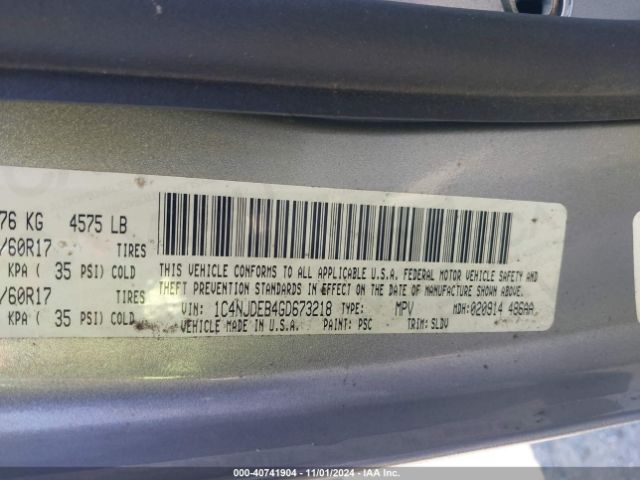 76 KG 4575 LB
/60R17 TIRES
KPA ( 35 PSI) COLD
/60R17 TIRES
KPA ( 35 PSI) COLD
THIS VEHICLE CONFORMS TO ALL APPLICABLE U.S.A. FEDERAL MOTOR VEHICLE SAFETY AND
THEFT PREVENTION STANDARDS IN EFFECT ON THE DATE OF MANUFACTURE SHOWN ABOVE.
VIN: 1C4NJDEB4GD673218 TYPE: MPV MDH: 020914 486AA
VEHICLE MADE IN U.S.A. PAINT: PSC TRIM: SLDV
© - 40741904 - 11/01/2024 - IAA Inc.